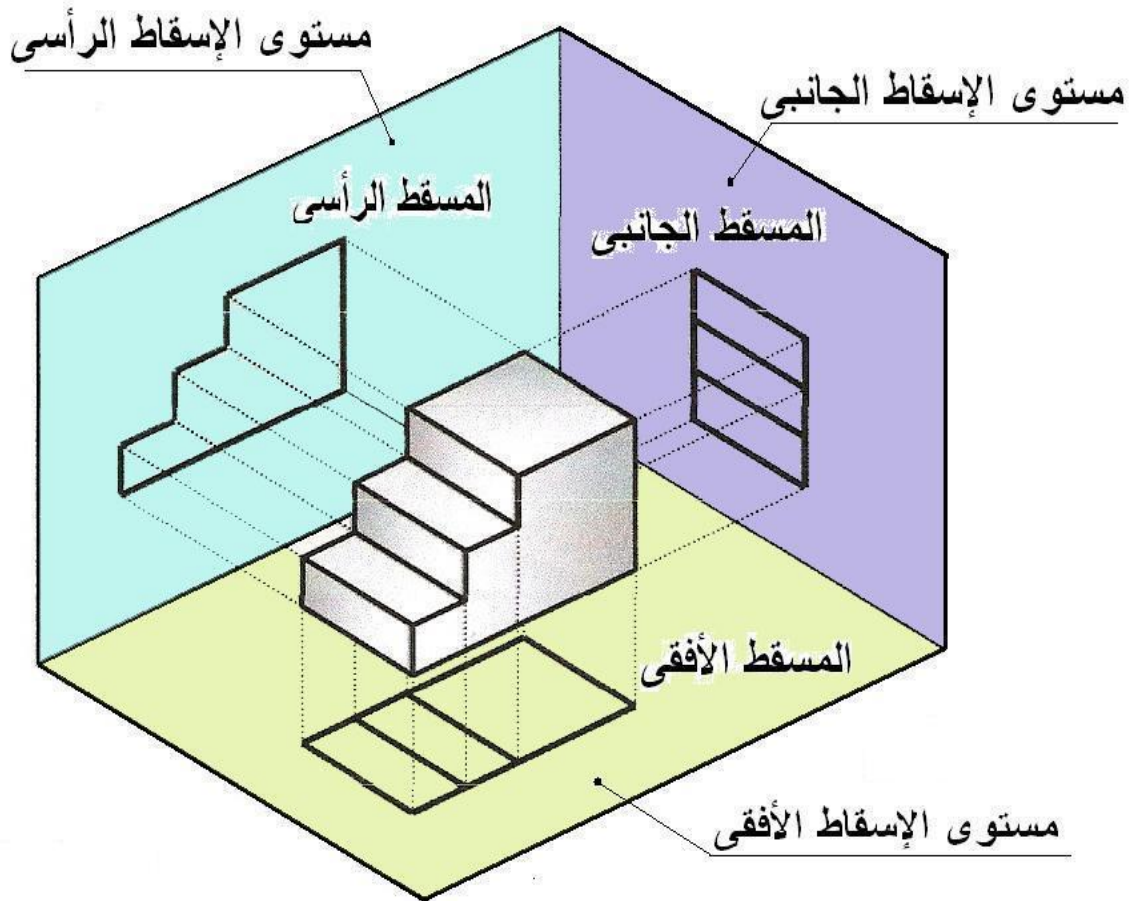 مستوى الإسقاط الرأسى
مستوى الإسقاط الجانبى
المسقط الرأسى
المسقط الجانبى
المسقط الأفقى
مستوى الإسقاط الأفقى